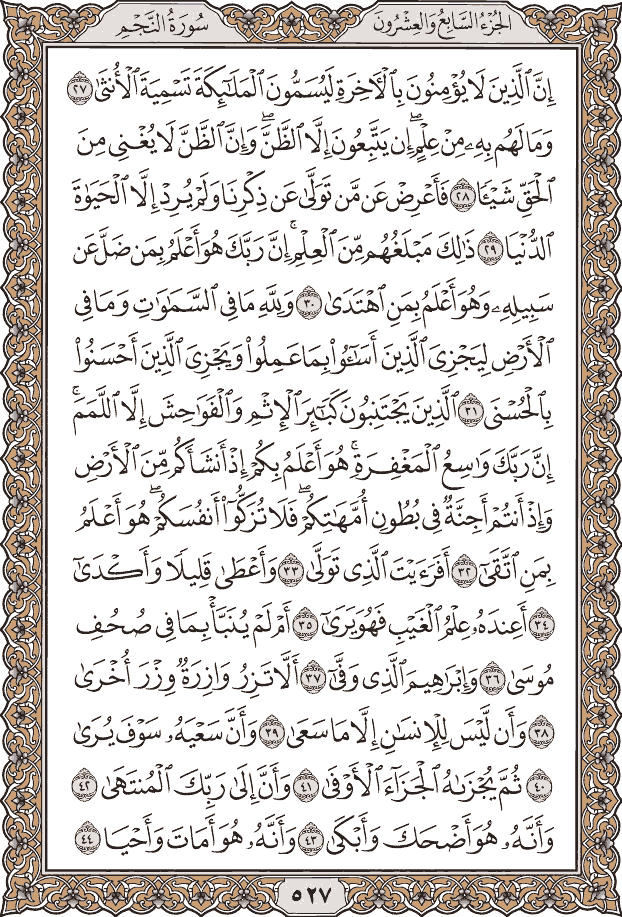 الجُزءُ السَّابِعُ وَالعِشْرُونَ
سُورَةُ النَّجْمِ
إِنَّ ٱلَّذِينَ لَا يُؤْمِنُونَ بِٱلْأٓخِرَةِ لَيُسَمُّونَ ٱلْمَلَٰٓئِكَةَ تَسْمِيَةَ ٱلْأُنثَىٰ ٢٧
وَمَا لَهُم بِهِۦ مِنْ عِلْمٍۖ إِن يَتَّبِعُونَ إِلَّا ٱلظَّنَّۖ وَإِنَّ ٱلظَّنَّ لَا يُغْنِي مِنَ
ٱلْحَقِّ شَيْـًٔا ٢٨ فَأَعْرِضْ عَن مَّن تَوَلَّىٰ عَن ذِكْرِنَا وَلَمْ يُرِدْ إِلَّا ٱلْحَيَوٰةَ
ٱلدُّنْيَا ٢٩ ذَٰلِكَ مَبْلَغُهُم مِّنَ ٱلْعِلْمِۚ إِنَّ رَبَّكَ هُوَ أَعْلَمُ بِمَن ضَلَّ عَن
سَبِيلِهِۦ وَهُوَ أَعْلَمُ بِمَنِ ٱهْتَدَىٰ ٣٠ وَلِلَّهِ مَا فِي ٱلسَّمَٰوَٰتِ وَمَا فِي
ٱلْأَرْضِ لِيَجْزِيَ ٱلَّذِينَ أَسَٰٓـُٔوا۟ بِمَا عَمِلُوا۟ وَيَجْزِيَ ٱلَّذِينَ أَحْسَنُوا۟
بِٱلْحُسْنَى ٣١ ٱلَّذِينَ يَجْتَنِبُونَ كَبَٰٓئِرَ ٱلْإِثْمِ وَٱلْفَوَٰحِشَ إِلَّا ٱللَّمَمَۚ
إِنَّ رَبَّكَ وَٰسِعُ ٱلْمَغْفِرَةِۚ هُوَ أَعْلَمُ بِكُمْ إِذْ أَنشَأَكُم مِّنَ ٱلْأَرْضِ
وَإِذْ أَنتُمْ أَجِنَّةٌ فِي بُطُونِ أُمَّهَٰتِكُمْۖ فَلَا تُزَكُّوٓا۟ أَنفُسَكُمْۖ هُوَ أَعْلَمُ
بِمَنِ ٱتَّقَىٰٓ ٣٢ أَفَرَءَيْتَ ٱلَّذِي تَوَلَّىٰ ٣٣ وَأَعْطَىٰ قَلِيلًا وَأَكْدَىٰٓ
٣٤ أَعِندَهُۥ عِلْمُ ٱلْغَيْبِ فَهُوَ يَرَىٰٓ ٣٥ أَمْ لَمْ يُنَبَّأْ بِمَا فِي صُحُفِ
مُوسَىٰ ٣٦ وَإِبْرَٰهِيمَ ٱلَّذِي وَفَّىٰٓ ٣٧ أَلَّا تَزِرُ وَازِرَةٌ وِزْرَ أُخْرَىٰ
٣٨ وَأَن لَّيْسَ لِلْإِنسَٰنِ إِلَّا مَا سَعَىٰ ٣٩ وَأَنَّ سَعْيَهُۥ سَوْفَ يُرَىٰ
٤٠ ثُمَّ يُجْزَىٰهُ ٱلْجَزَآءَ ٱلْأَوْفَىٰ ٤١ وَأَنَّ إِلَىٰ رَبِّكَ ٱلْمُنتَهَىٰ ٤٢
وَأَنَّهُۥ هُوَ أَضْحَكَ وَأَبْكَىٰ ٤٣ وَأَنَّهُۥ هُوَ أَمَاتَ وَأَحْيَا ٤٤
٥٢٧